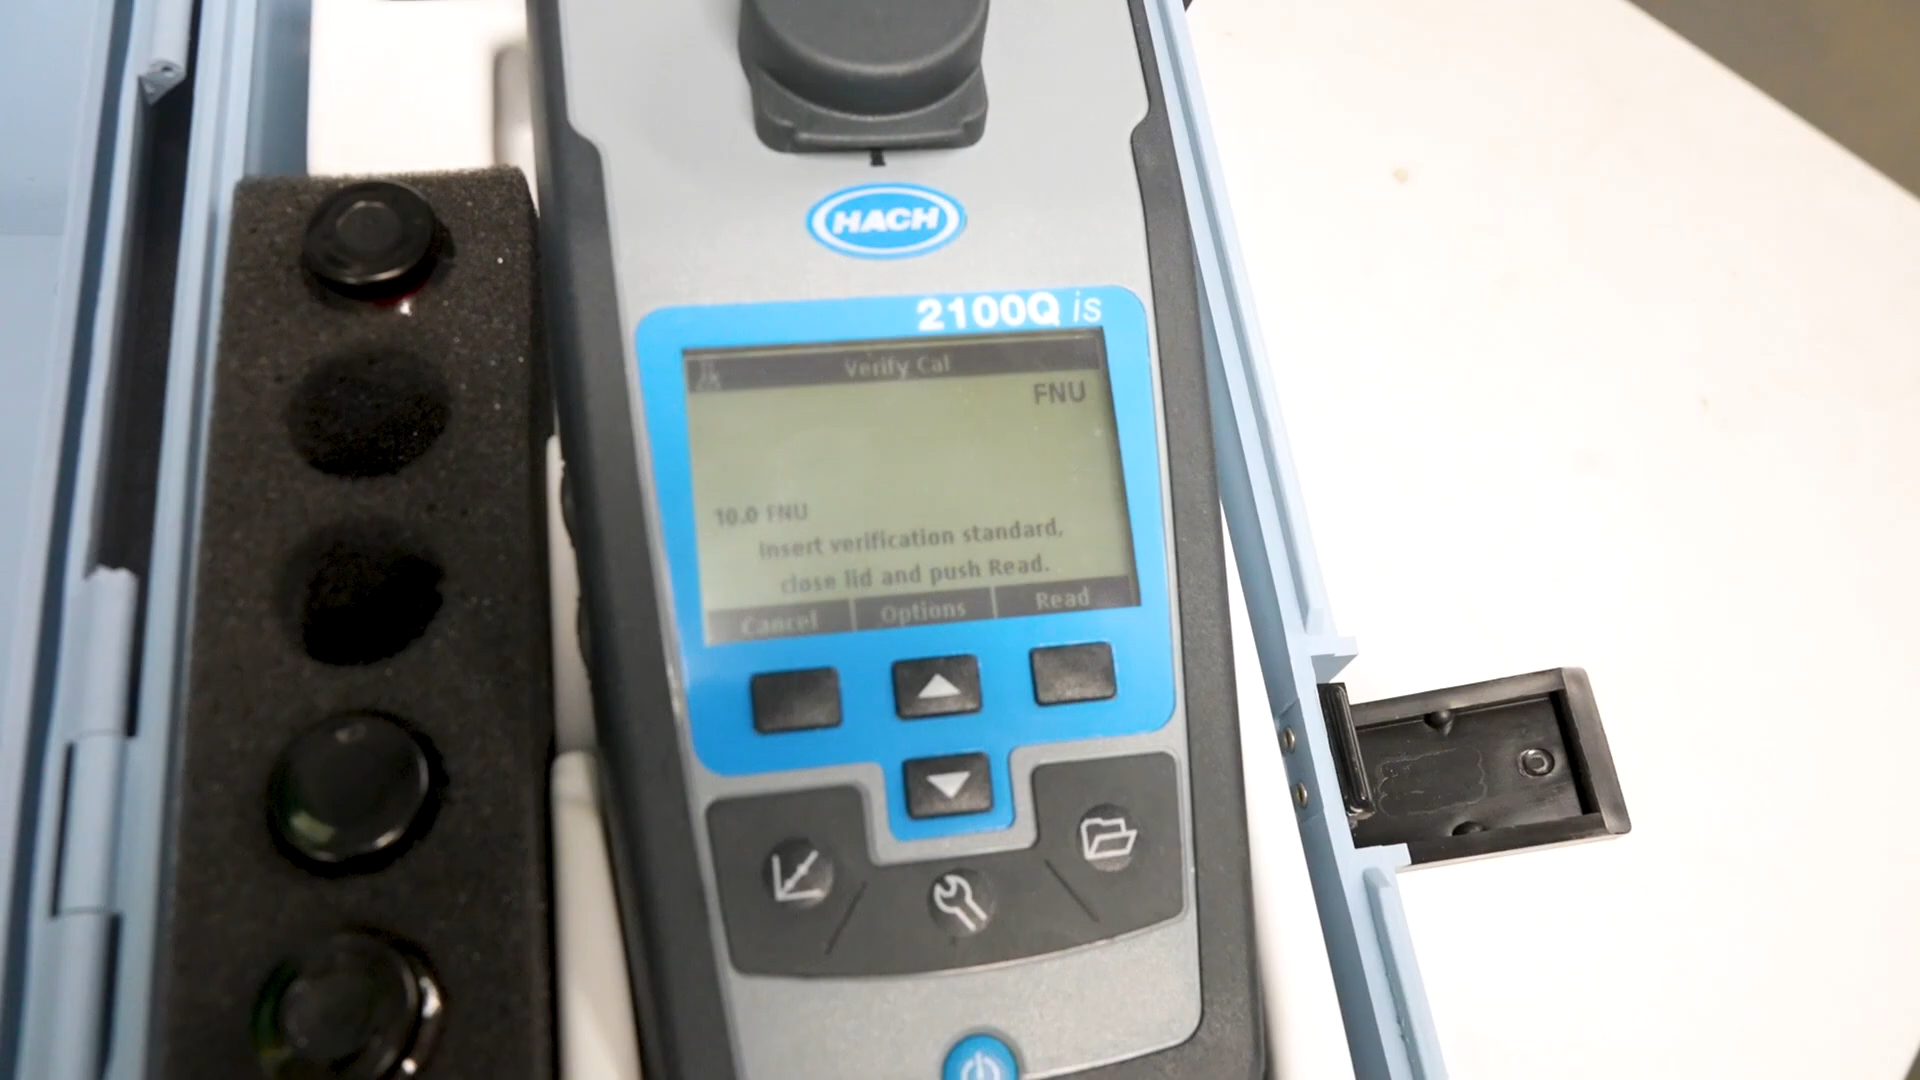 HACH
2100Q is
Verify Cal
FNU
10.0 FNU
Insert verification standard,
close lid and push Read.
Cancel Options Read